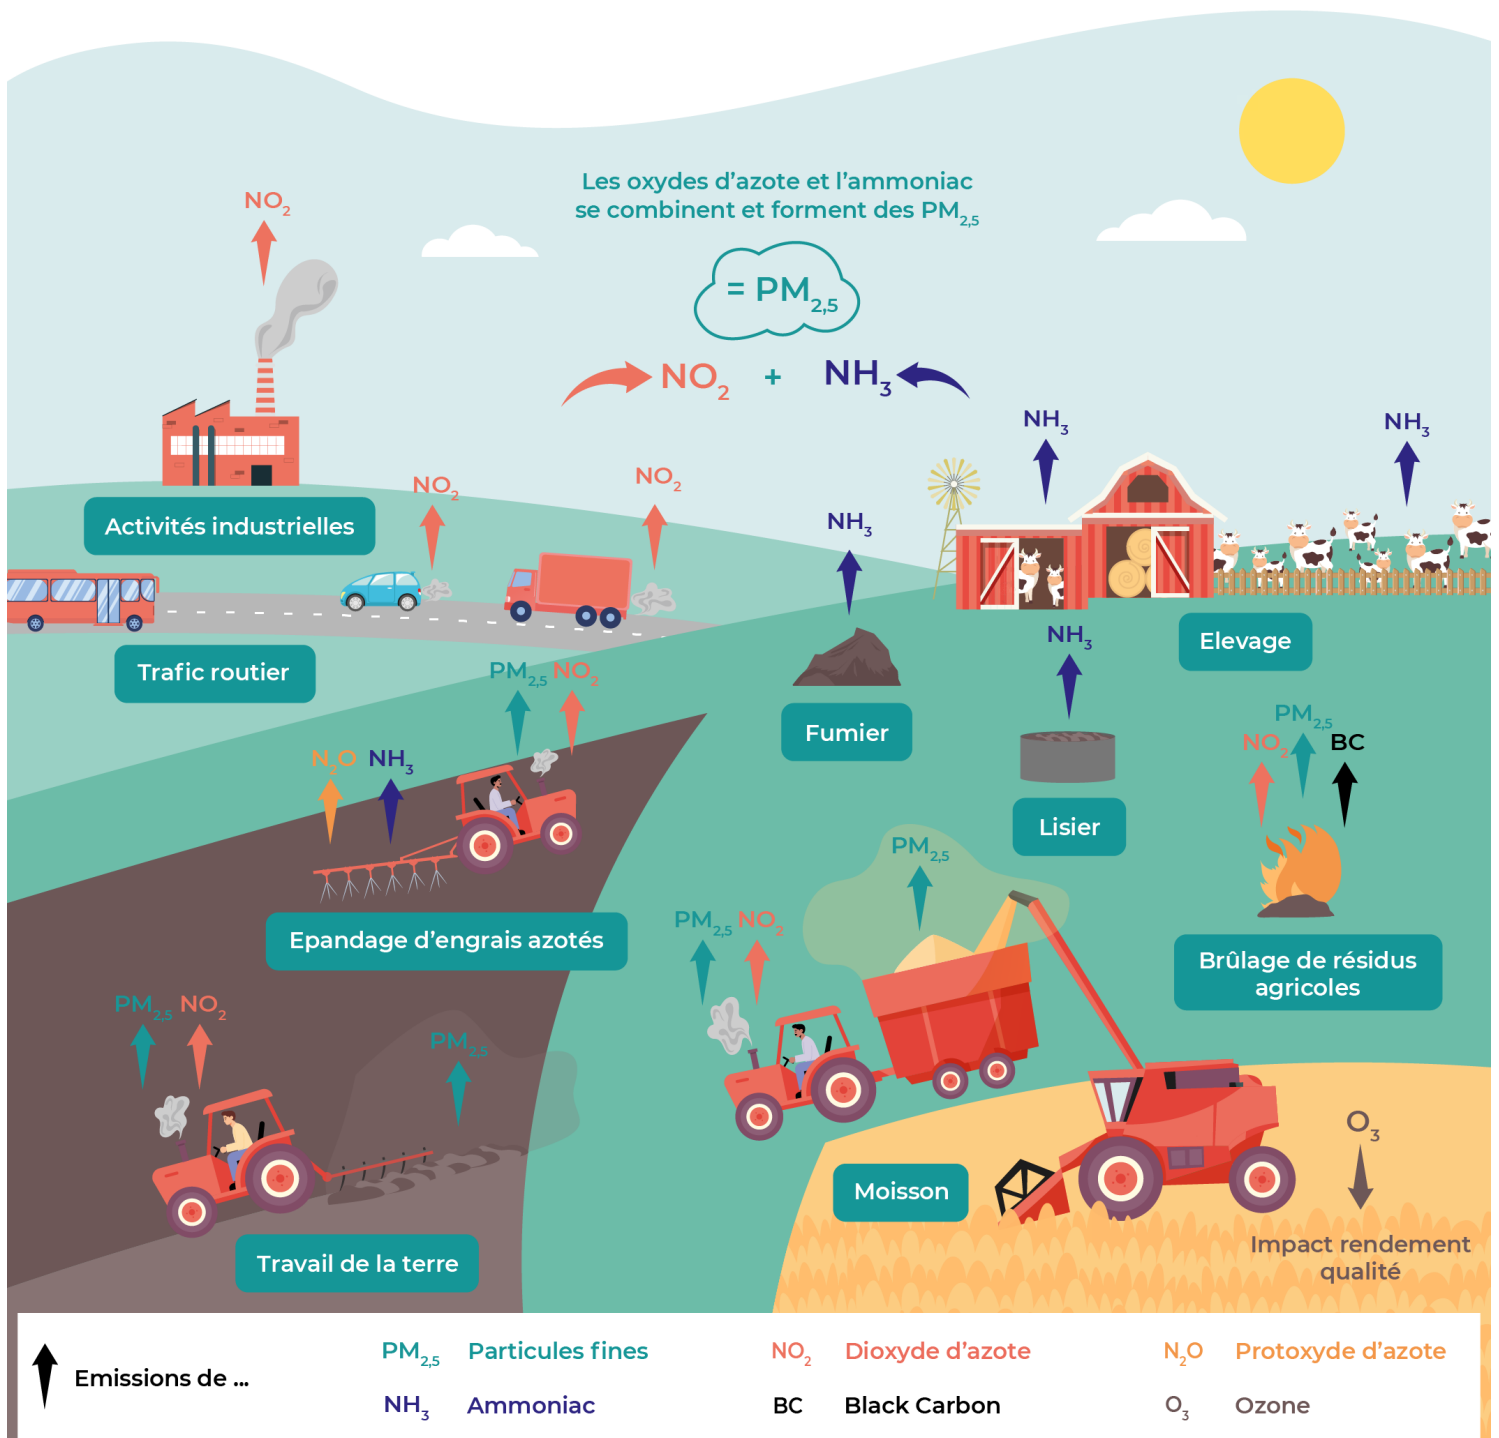 Les oxydes d'azote et l'ammoniac
se combinent et forment des PM2,5
= PM2,5
NO2 + NH3
NO2
Activités industrielles
NO2
NO2
Trafic routier
NH3
Fumier
NH3
NH3
Elevage
NH3
Lisier
PM2,5 NO2
N2O NH3
Epandage d'engrais azotés
PM2,5
NO2 BC
Brûlage de résidus
agricoles
PM2,5
PM2,5 NO2
Moisson
PM2,5 NO2
PM2,5
Travail de la terre
O3
Impact rendement
qualité
Emissions de ...
PM2,5 Particules fines
NH3 Ammoniac
NO2 Dioxyde d'azote
BC Black Carbon
N2O Protoxyde d'azote
O3 Ozone